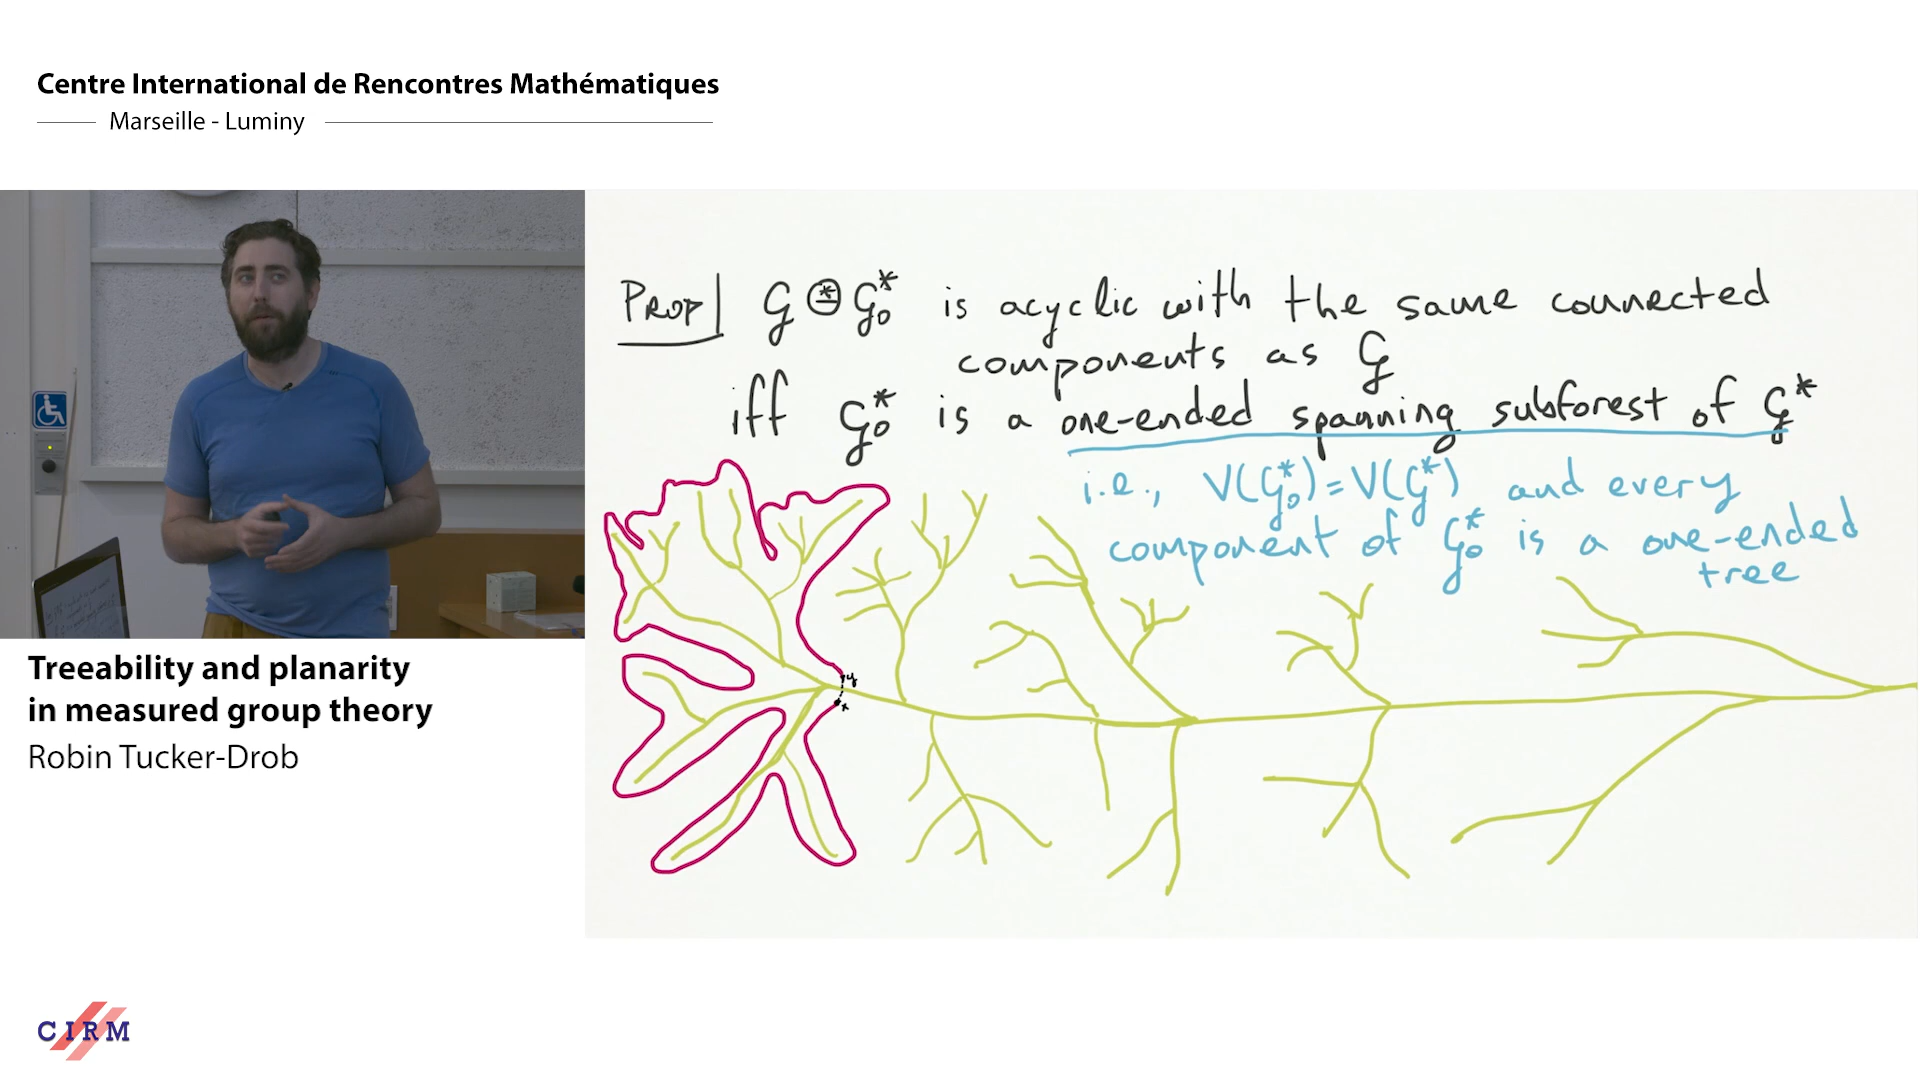 Centre International de Rencontres Mathématiques
Marseille - Luminy
Prop| G ⊛ G₀* is acyclic with the same connected
components as G
iff G₀* is a one-ended spanning subforest of G*
i.e., V(G₀*) = V(G*) and every
component of G₀* is a one-ended
tree
y
x
Treeability and planarity
in measured group theory
Robin Tucker-Drob
CIRM